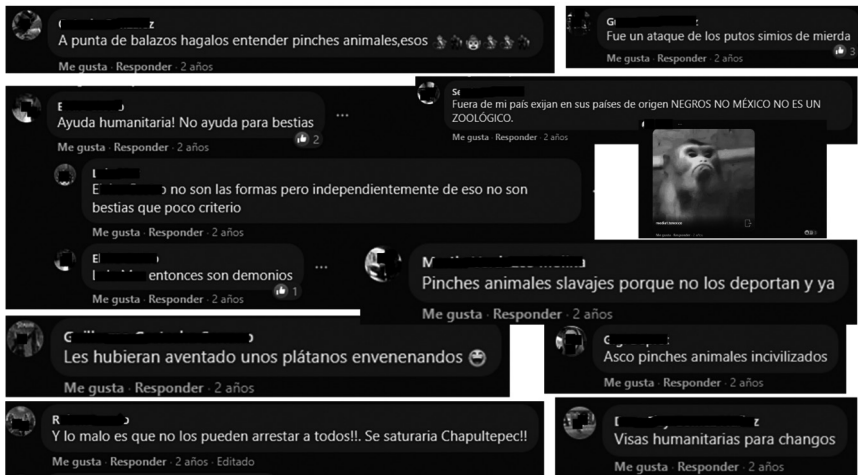 A punta de balazos hagalos entender pinches animales,esos
Me gusta · Responder · 2 años
Fue un ataque de los putos simios de mierda
3
Me gusta · Responder · 2 años
Ayuda humanitaria! No ayuda para bestias
2
Me gusta · Responder · 2 años
Fuera de mi país exijan en sus países de origen NEGROS NO MÉXICO NO ES UN
ZOOLÓGICO.
Me gusta · Responder · 2 años
no son las formas pero independientemente de eso no son
bestias que poco criterio
Me gusta · Responder · 2 años
entonces son demonios
1
Me gusta · Responder · 2 años
Pinches animales slavajes porque no los deportan y ya
Me gusta · Responder · 2 años
Les hubieran aventado unos plátanos envenenandos
Me gusta · Responder · 2 años
Asco pinches animales incivilizados
Me gusta · Responder · 2 años
Y lo malo es que no los pueden arrestar a todos!!. Se saturaria Chapultepec!!
Me gusta · Responder · 2 años · Editado
Visas humanitarias para changos
Me gusta · Responder · 2 años